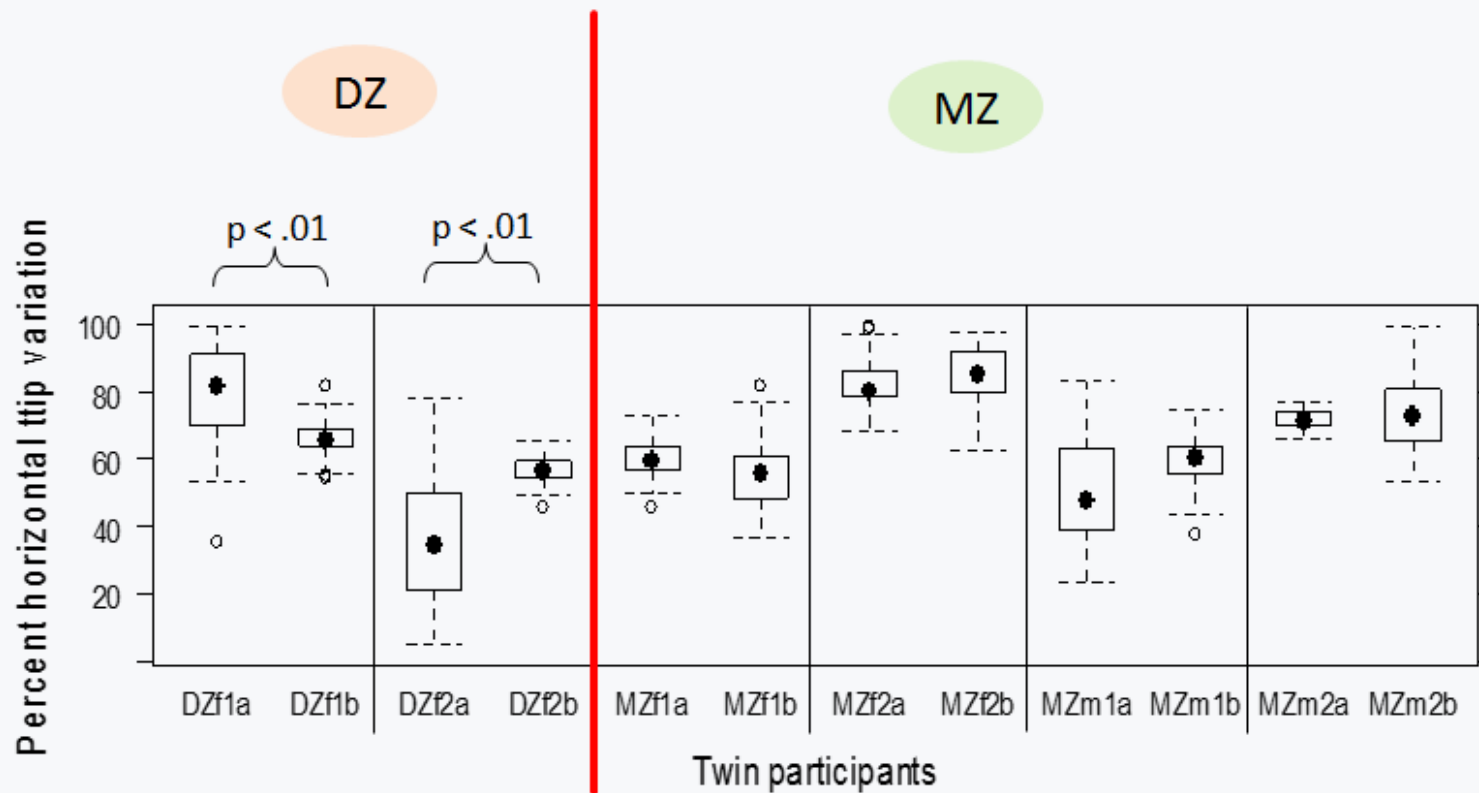 DZ
MZ
p < .01
p < .01
Percent horizontal ttip variation
100
80
60
40
20
DZf1a DZf1b DZf2a DZf2b MZf1a MZf1b MZf2a MZf2b MZm1a MZm1b MZm2a MZm2b
Twin participants